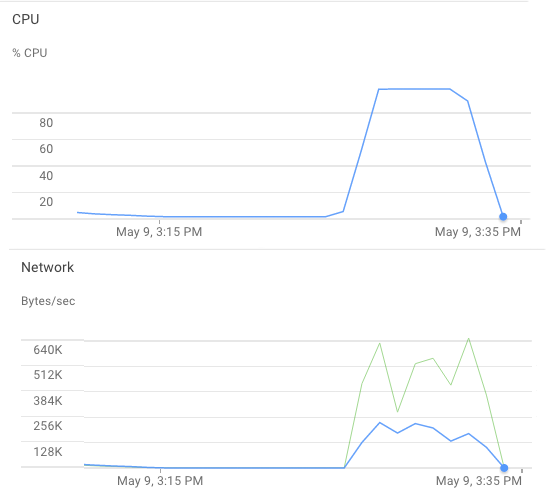 CPU
% CPU
80
60
40
20
May 9, 3:15 PM May 9, 3:35 PM
Network
Bytes/sec
640K
512K
384K
256K
128K
May 9, 3:15 PM May 9, 3:35 PM